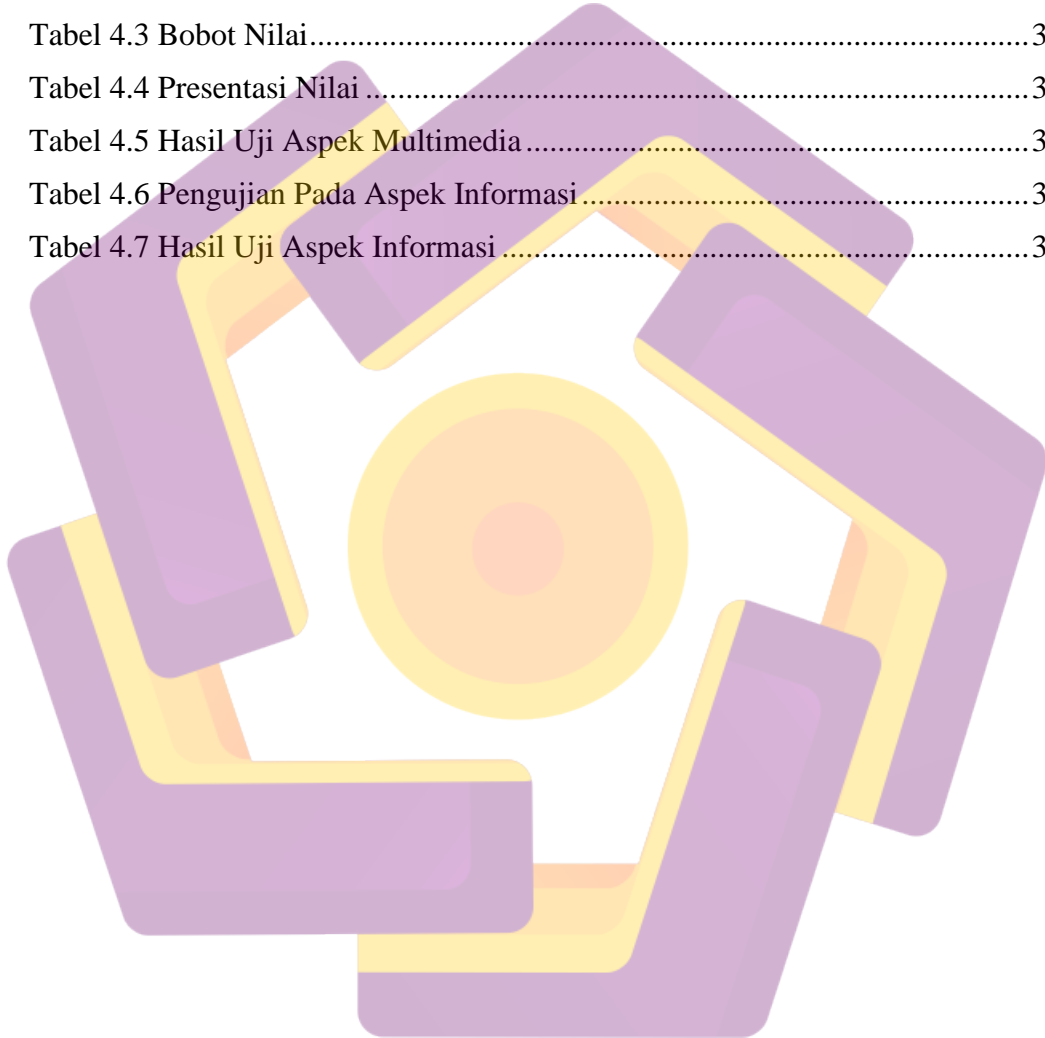 Tabel 4.3 Bobot Nilai.......................................................................................... 3
Tabel 4.4 Presentasi Nilai ................................................................................... 3
Tabel 4.5 Hasil Uji Aspek Multimedia ............................................................... 3
Tabel 4.6 Pengujian Pada Aspek Informasi........................................................ 3
Tabel 4.7 Hasil Uji Aspek Informasi .................................................................. 3